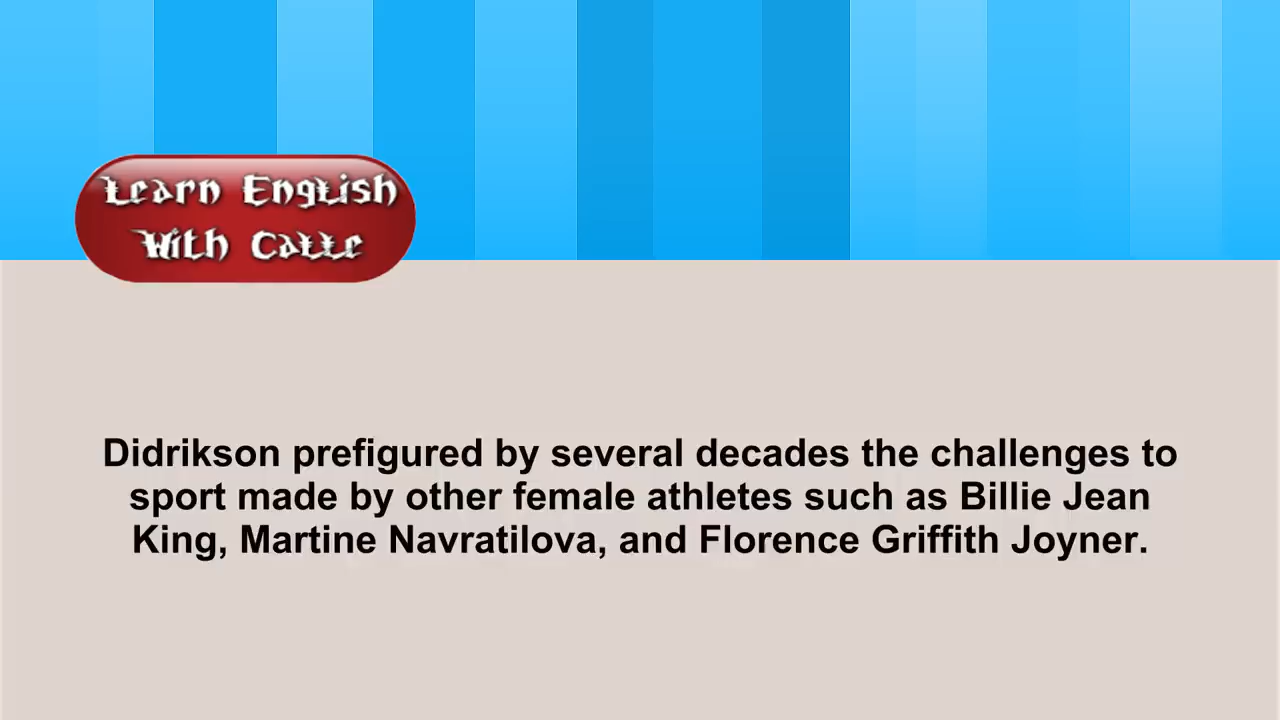 Learn English
With Catte
Didrikson prefigured by several decades the challenges to
sport made by other female athletes such as Billie Jean
King, Martine Navratilova, and Florence Griffith Joyner.